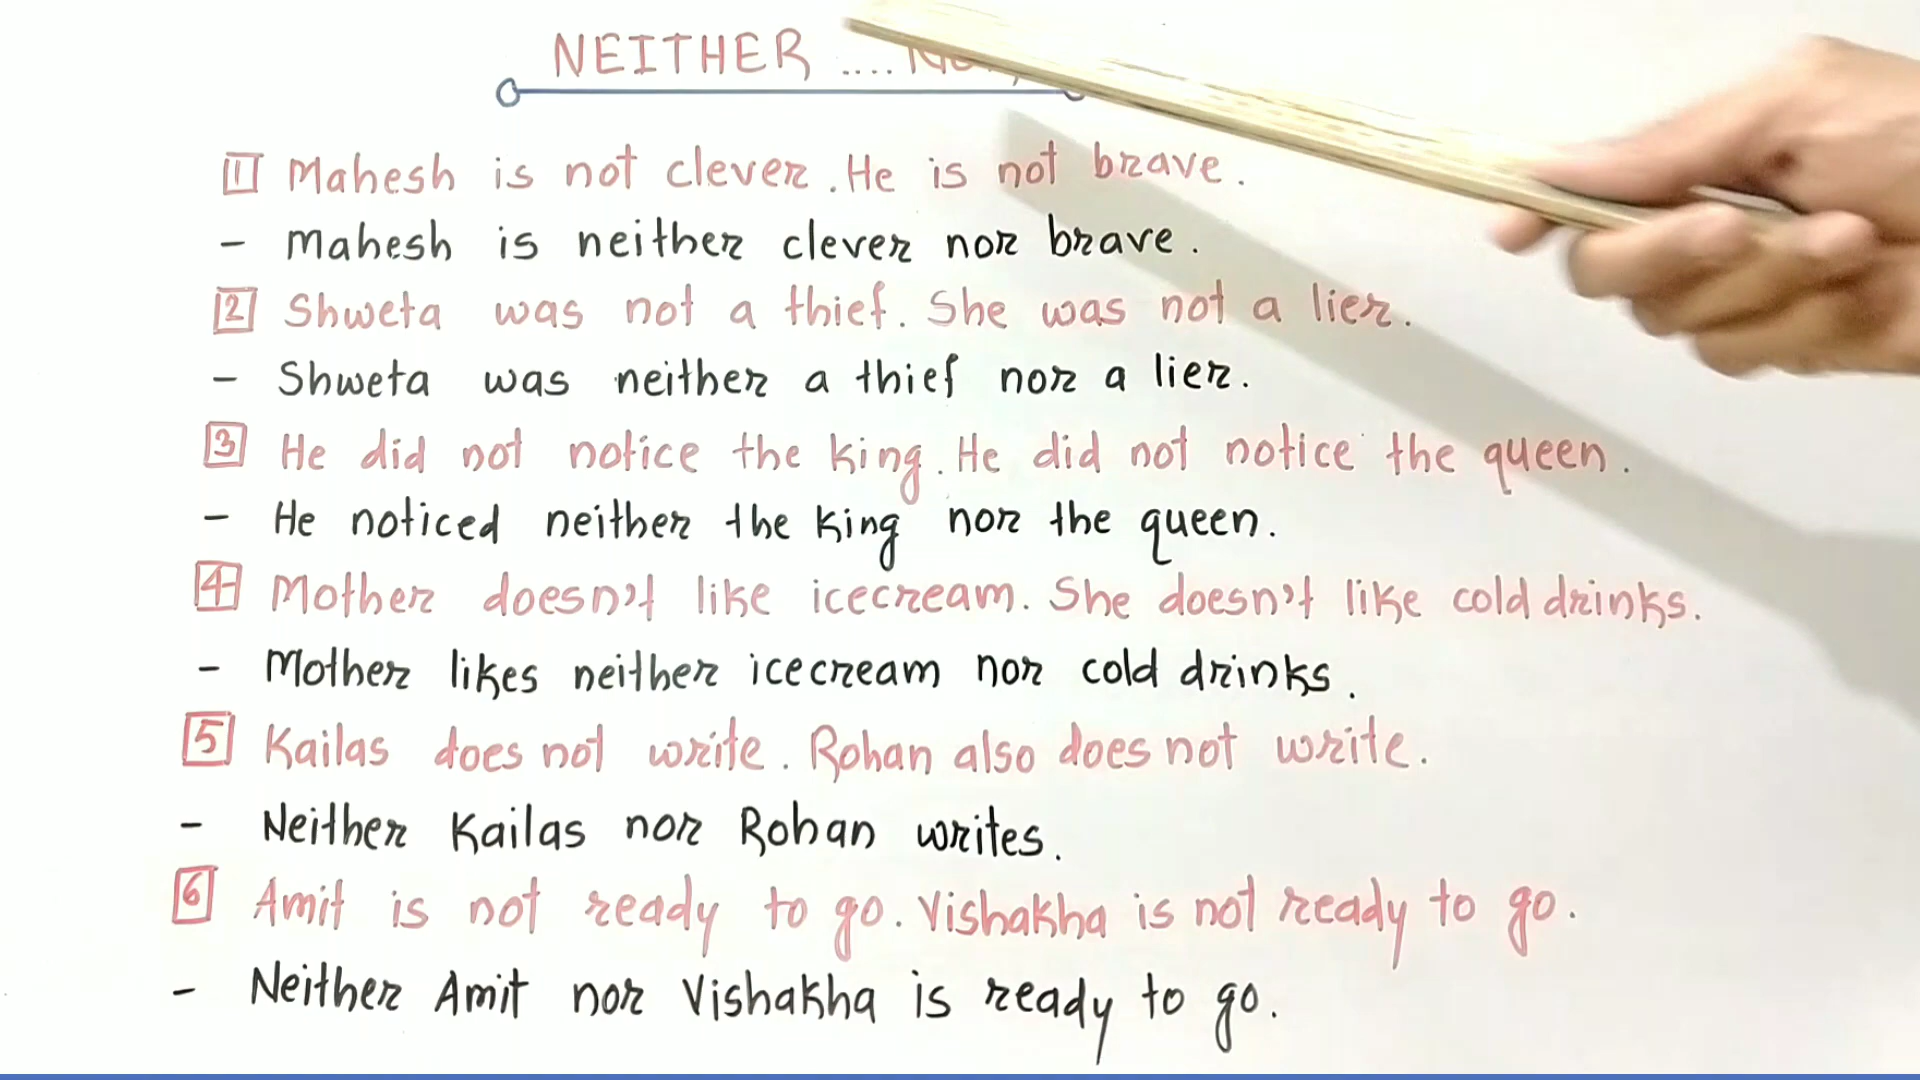 NEITHER ....
1 Mahesh is not clever. He is not brave.
- Mahesh is neither clever nor brave.
2 Shweta was not a thief. She was not a lier.
- Shweta was neither a thief nor a lier.
3 He did not notice the king. He did not notice the queen.
- He noticed neither the king nor the queen.
4 Mother doesn't like icecream. She doesn't like cold drinks.
- Mother likes neither icecream nor cold drinks.
5 Kailas does not write. Rohan also does not write.
- Neither Kailas nor Rohan writes.
6 Amit is not ready to go. Vishakha is not ready to go.
- Neither Amit nor Vishakha is ready to go.